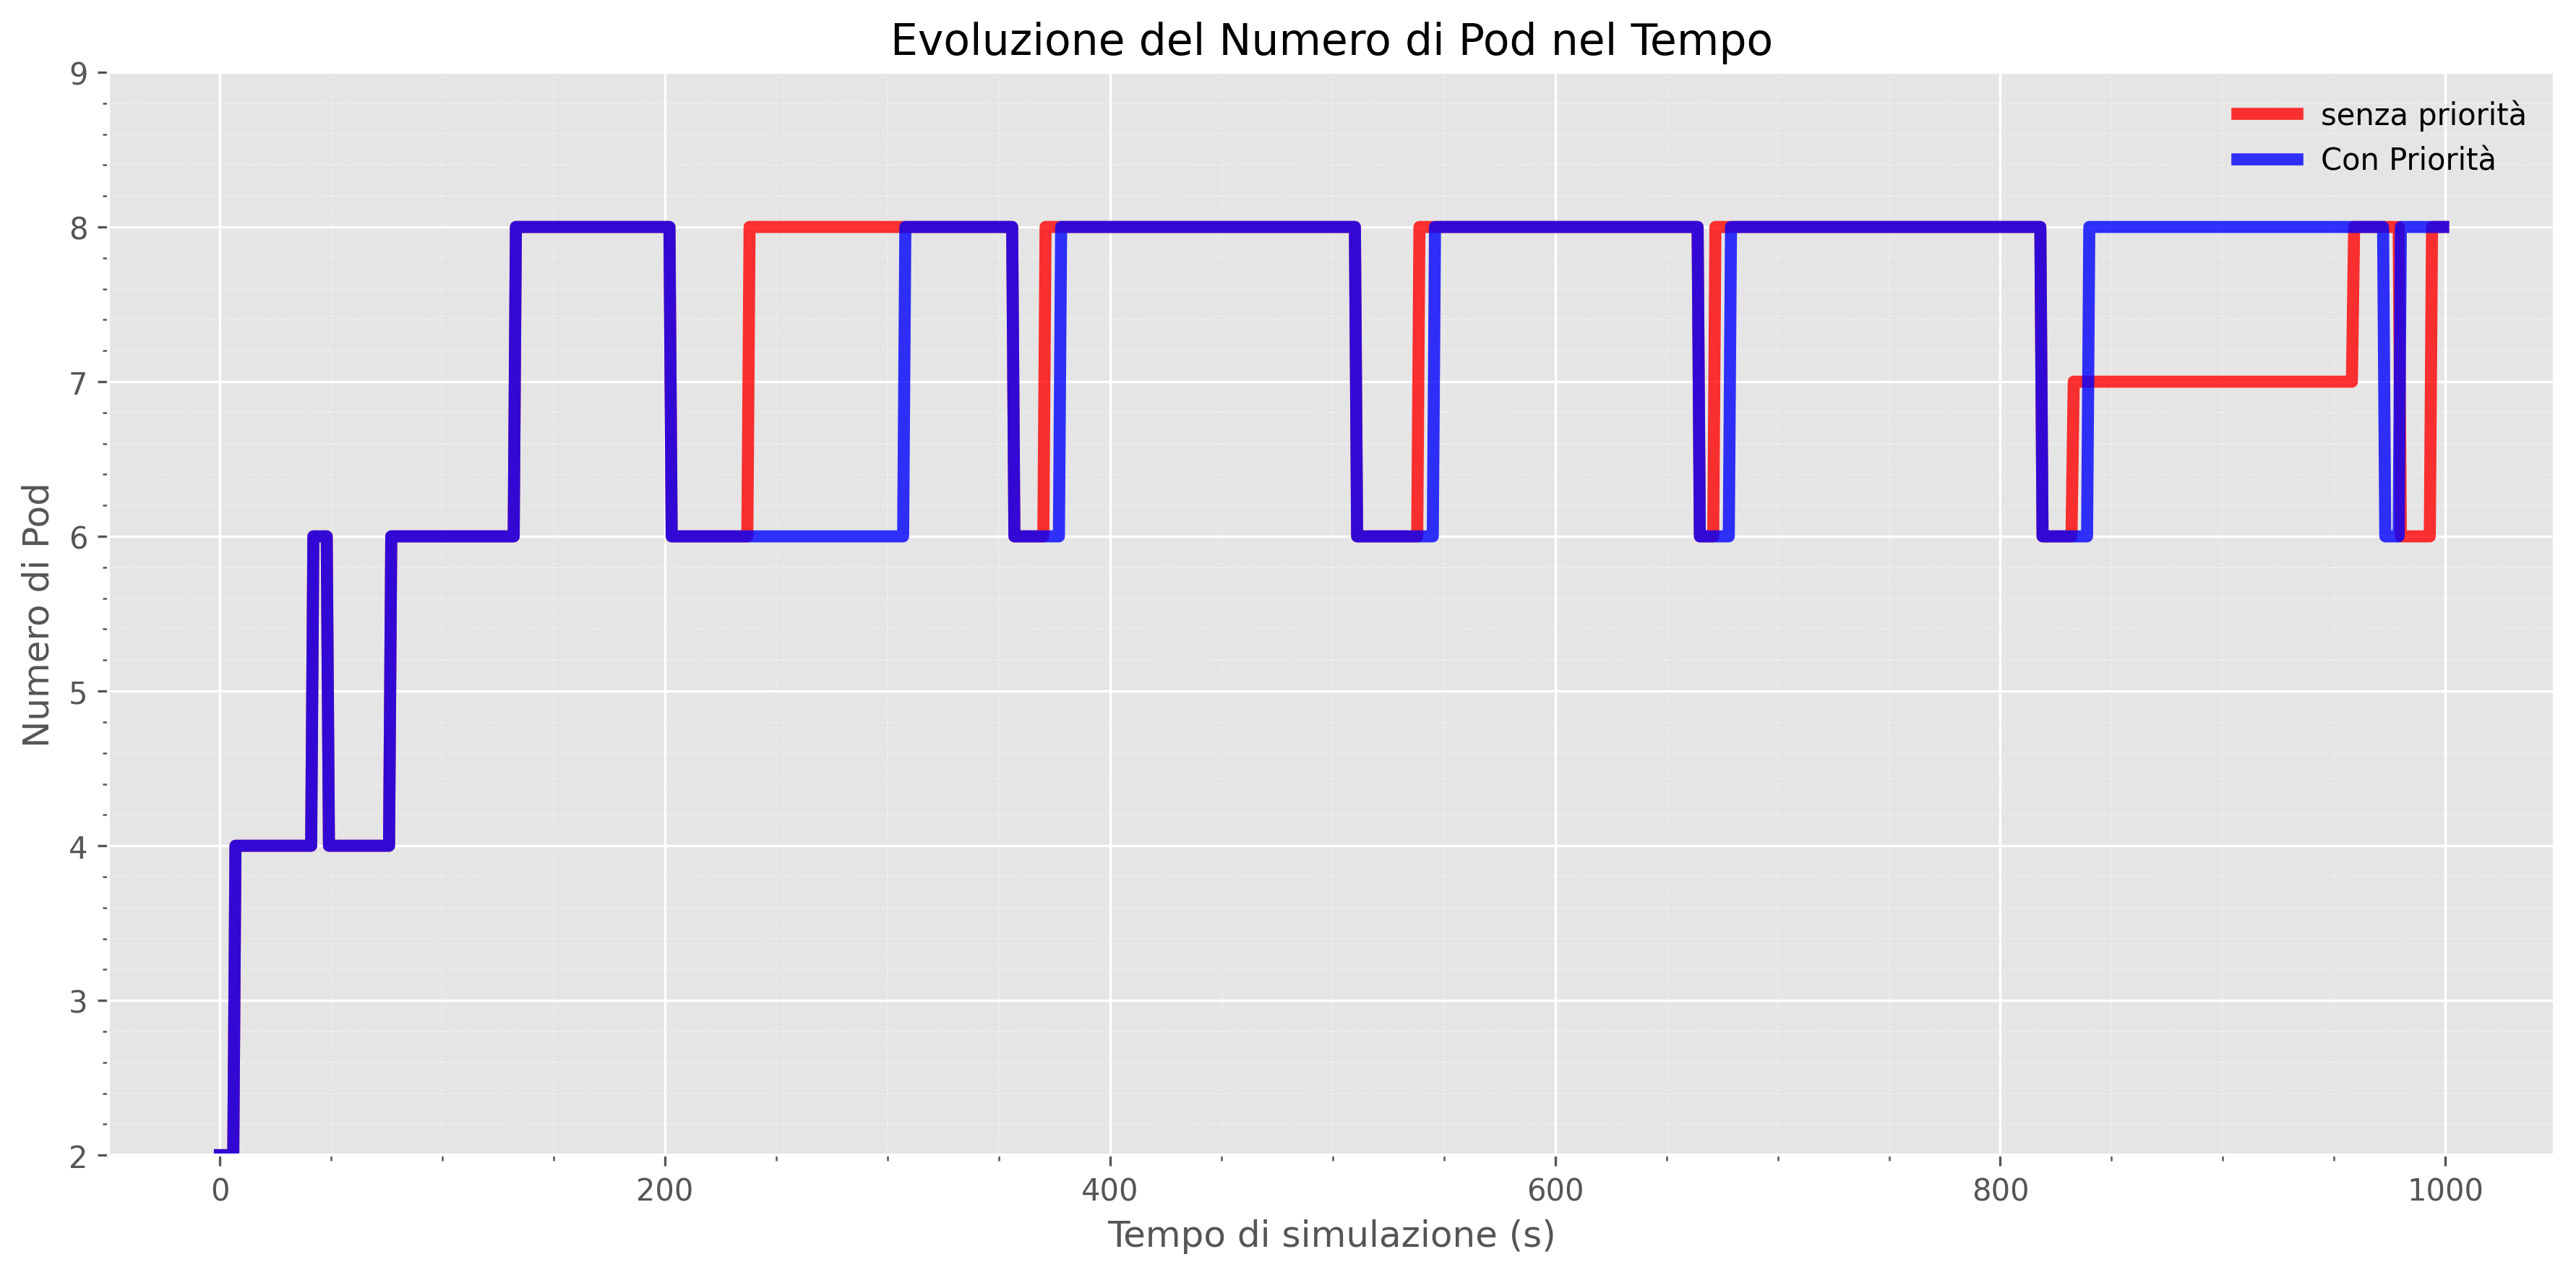 Evoluzione del Numero di Pod nel Tempo
senza priorità
Con Priorità
Numero di Pod
9
8
7
6
5
4
3
2
0 200 400 600 800 1000
Tempo di simulazione (s)